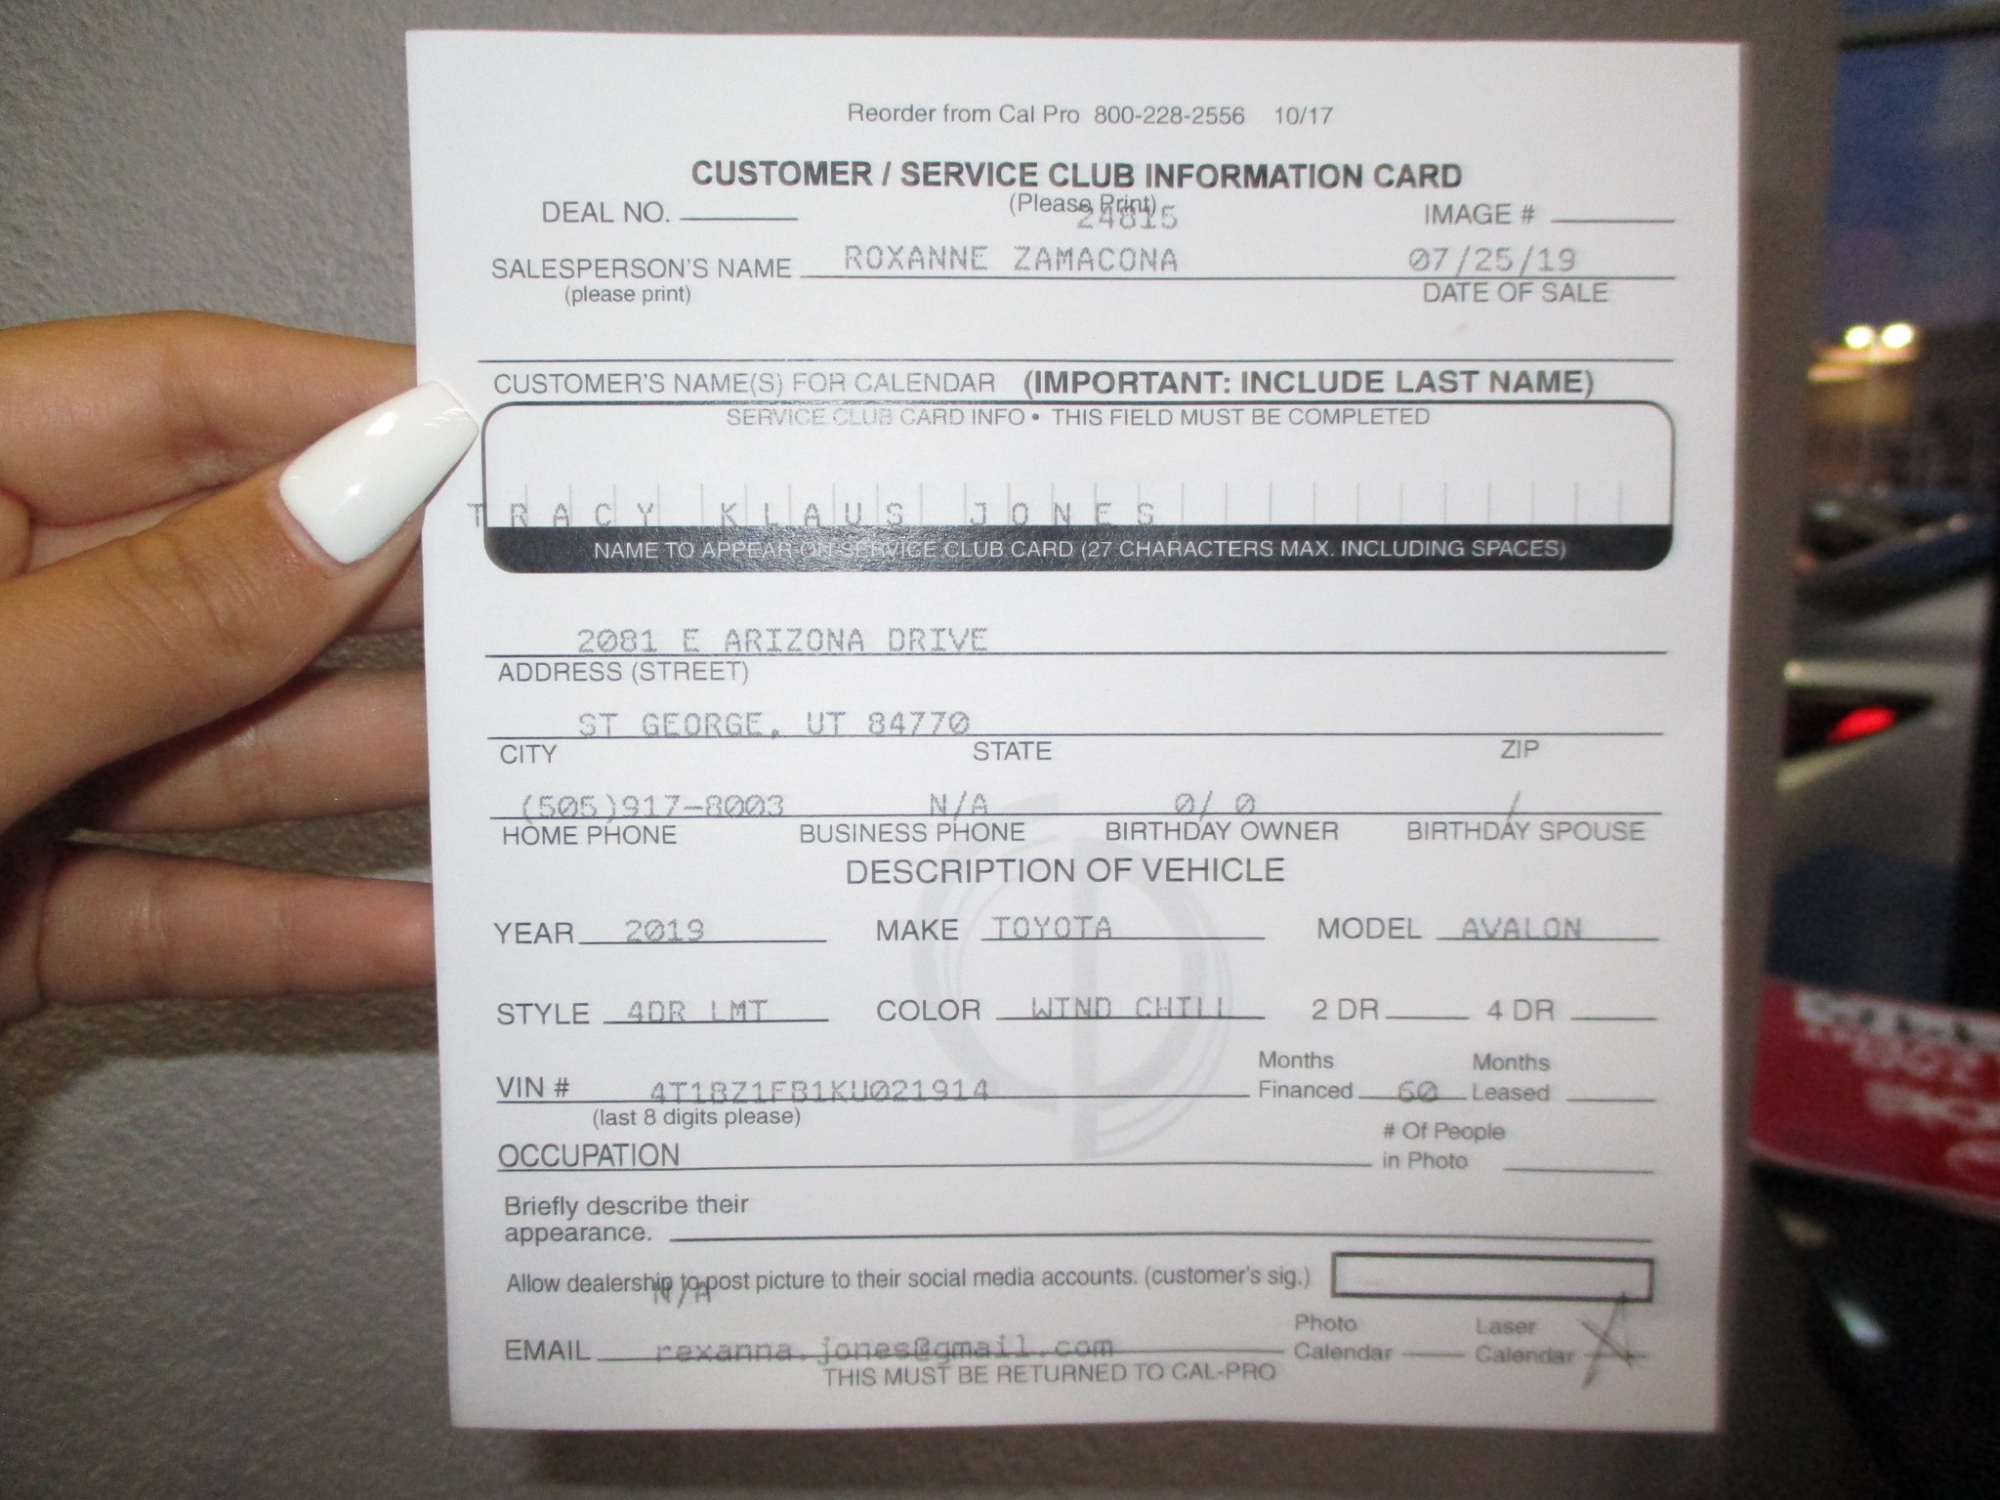 Reorder from Cal Pro 800-228-2556 10/17
CUSTOMER / SERVICE CLUB INFORMATION CARD
(Please Print)
DEAL NO. 24815 IMAGE #
SALESPERSON'S NAME ROXANNE ZAMACONA 07/25/19
(please print) DATE OF SALE
CUSTOMER'S NAME(S) FOR CALENDAR (IMPORTANT: INCLUDE LAST NAME)
SERVICE CLUB CARD INFO • THIS FIELD MUST BE COMPLETED
TRACY KLAUS JONES
NAME TO APPEAR ON SERVICE CLUB CARD (27 CHARACTERS MAX. INCLUDING SPACES)
2081 E ARIZONA DRIVE
ADDRESS (STREET)
ST GEORGE, UT 84770
CITY STATE ZIP
(505)917-8003 N/A 0/ 0 /
HOME PHONE BUSINESS PHONE BIRTHDAY OWNER BIRTHDAY SPOUSE
DESCRIPTION OF VEHICLE
YEAR 2019 MAKE TOYOTA MODEL AVALON
STYLE 4DR LMT COLOR WIND CHILL 2 DR 4 DR
Months Months
VIN # 4T1BZ1FB1KU021914 Financed 60 Leased
(last 8 digits please)
# Of People
OCCUPATION in Photo
Briefly describe their
appearance.
Allow dealership to post picture to their social media accounts. (customer's sig.)
N/A
Photo Laser
EMAIL rexanna.jones@gmail.com Calendar Calendar X
THIS MUST BE RETURNED TO CAL-PRO